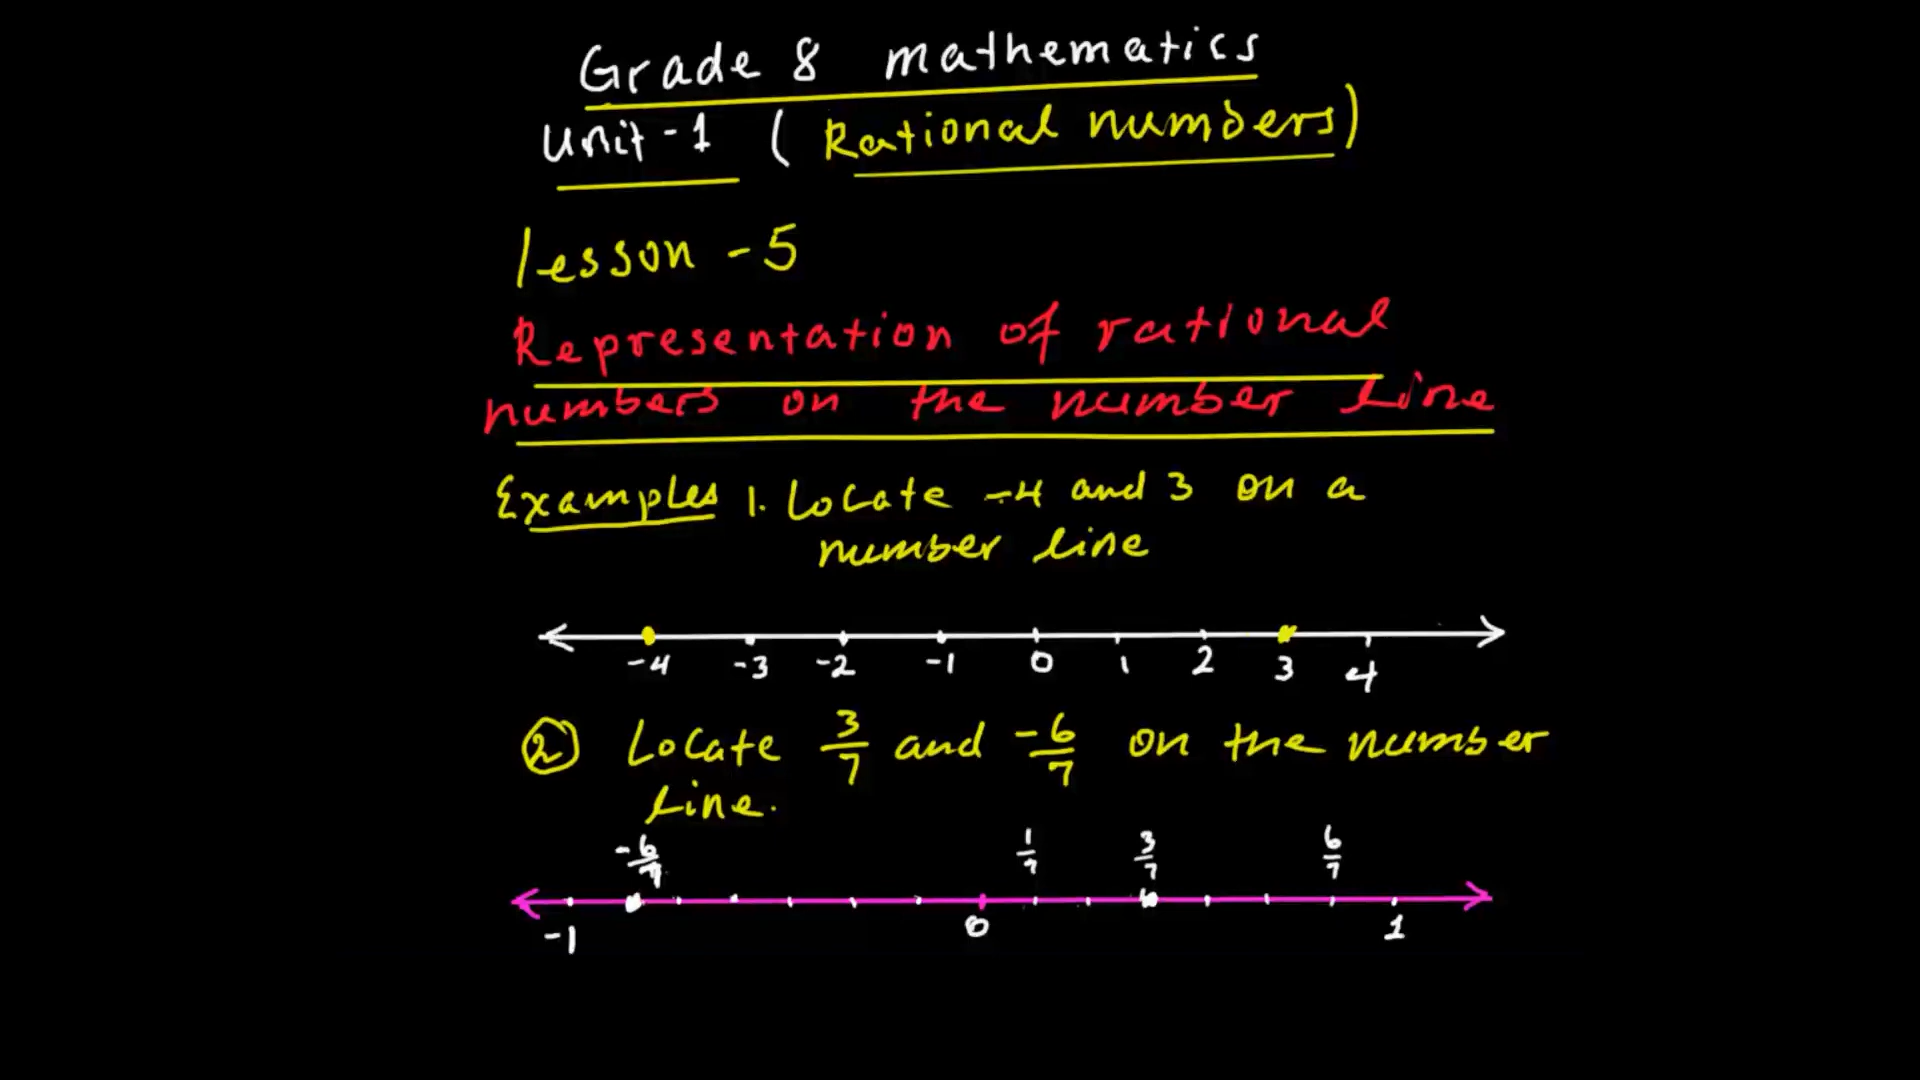 Grade 8 mathematics
Unit-1 (Rational numbers)
lesson -5
Representation of rational
numbers on the number line
Examples 1. Locate -4 and 3 on a
number line
-4 -3 -2 -1 0 1 2 3 4
2 Locate 3/7 and -6/7 on the number
line.
-6/7 1/7 3/7 6/7
-1 0 1